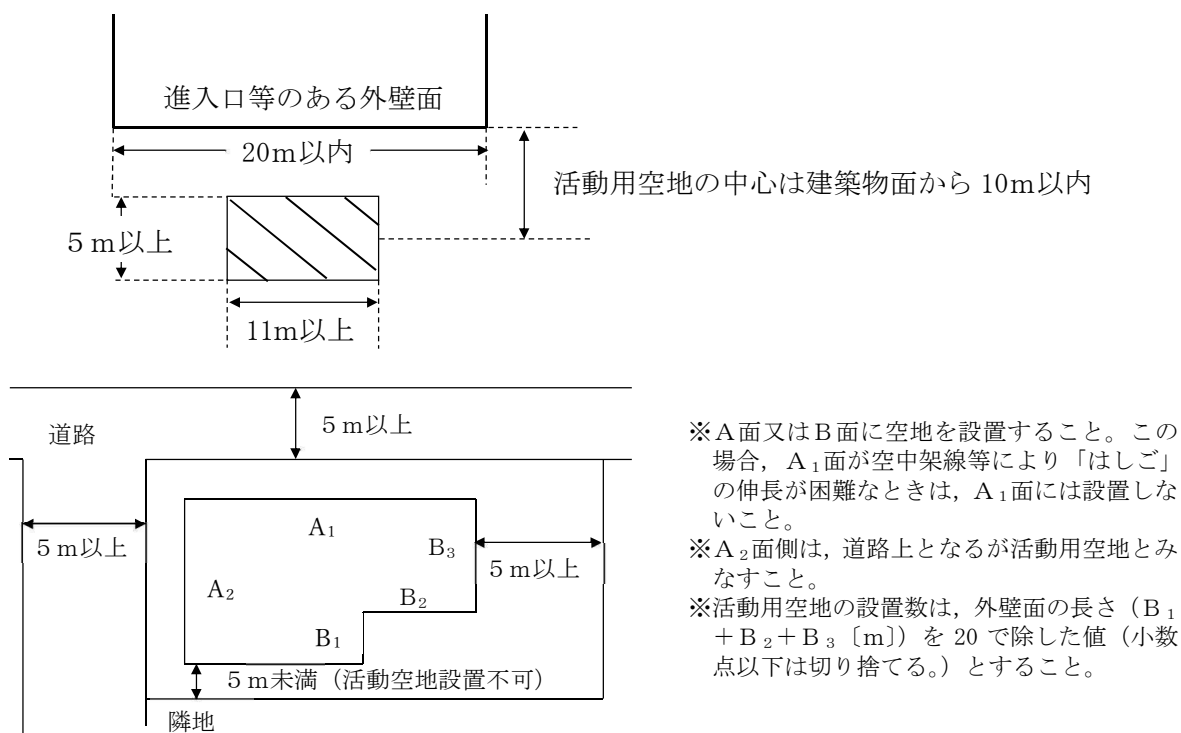 進入口等のある外壁面
20m以内
活動用空地の中心は建築物面から 10m以内
5m以上
11m以上
道路
5m以上
5m以上
A₁
B₃
5m以上
A₂
B₂
B₁
5m未満(活動空地設置不可)
隣地
※A面又はB面に空地を設置すること。この
場合,A₁面が空中架線等により「はしご」
の伸長が困難なときは,A₁面には設置しな
いこと。
※A₂面側は,道路上となるが活動用空地とみ
なすこと。
※活動用空地の設置数は,外壁面の長さ(B₁
+B₂+B₃〔m〕)を 20 で除した値(小数
点以下は切り捨てる。)とすること。